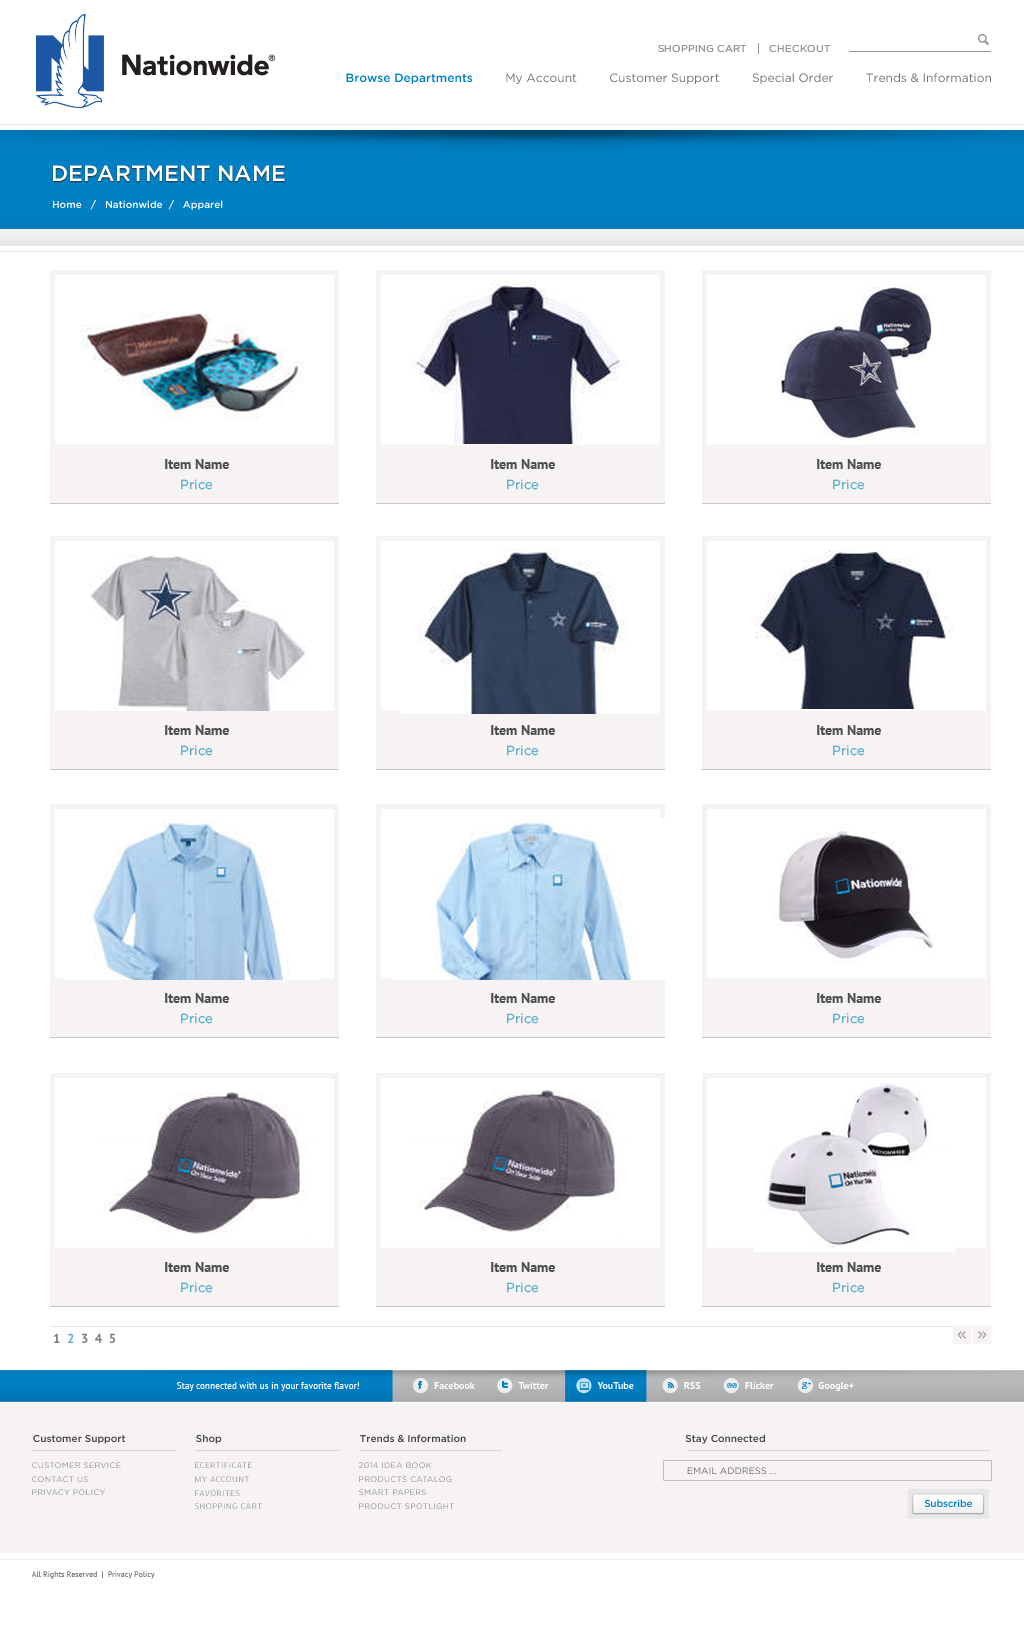 Nationwide®
SHOPPING CART | CHECKOUT
Browse Departments My Account Customer Support Special Order Trends & Information
DEPARTMENT NAME
Home / Nationwide / Apparel
Nationwide®
Nationwide®
On Your Side
Item Name
Price
Item Name
Price
Item Name
Price
Item Name
Price
Item Name
Price
Item Name
Price
Nationwide®
Item Name
Price
Item Name
Price
Item Name
Price
Nationwide®
On Your Side
Nationwide®
On Your Side
NATIONWIDE
Nationwide
On Your Side
Item Name
Price
Item Name
Price
Item Name
Price
1 2 3 4 5 « »
Stay connected with us in your favorite flavor! Facebook Twitter YouTube RSS Flicker Google+
Customer Support
CUSTOMER SERVICE
CONTACT US
PRIVACY POLICY
Shop
ECERTIFICATE
MY ACCOUNT
FAVORITES
SHOPPING CART
Trends & Information
2014 IDEA BOOK
PRODUCTS CATALOG
SMART PAPERS
PRODUCT SPOTLIGHT
Stay Connected
EMAIL ADDRESS ...
Subscribe
All Rights Reserved | Privacy Policy